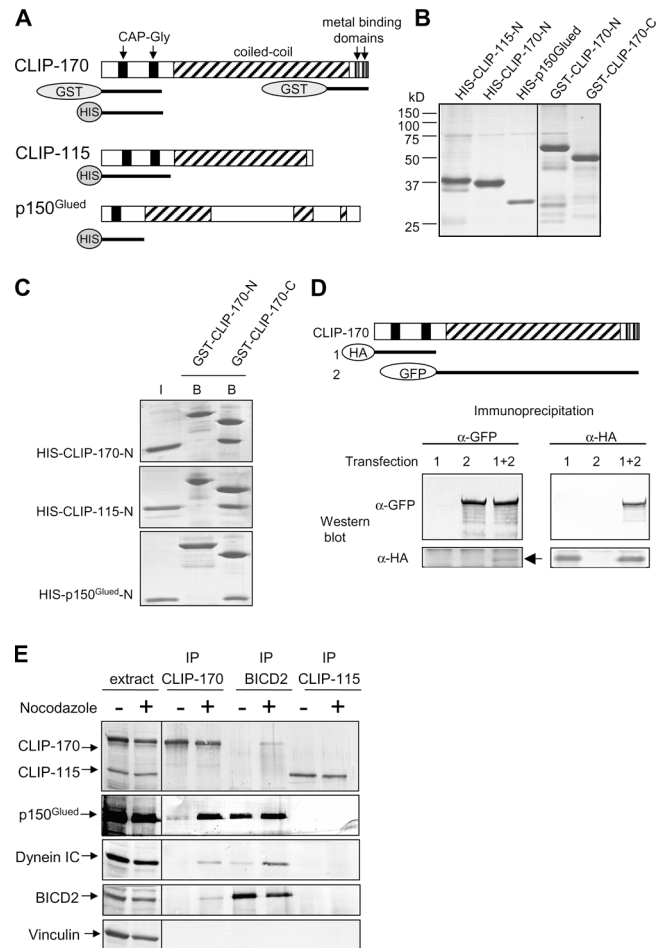 A
CAP-Gly
coiled-coil
metal binding
domains
CLIP-170
GST
GST
HIS
CLIP-115
HIS
p150Glued
HIS
B
HIS-CLIP-115-N
HIS-CLIP-170-N
HIS-p150Glued
GST-CLIP-170-N
GST-CLIP-170-C
kD
150
100
75
50
37
25
C
GST-CLIP-170-N
GST-CLIP-170-C
I B B
HIS-CLIP-170-N
HIS-CLIP-115-N
HIS-p150Glued-N
D
CLIP-170
1 HA
2 GFP
Immunoprecipitation
α-GFP α-HA
Transfection 1 2 1+2 1 2 1+2
α-GFP
Western
blot
α-HA
E
IP IP IP
extract CLIP-170 BICD2 CLIP-115
Nocodazole - + - + - + - +
CLIP-170
CLIP-115
p150Glued
Dynein IC
BICD2
Vinculin